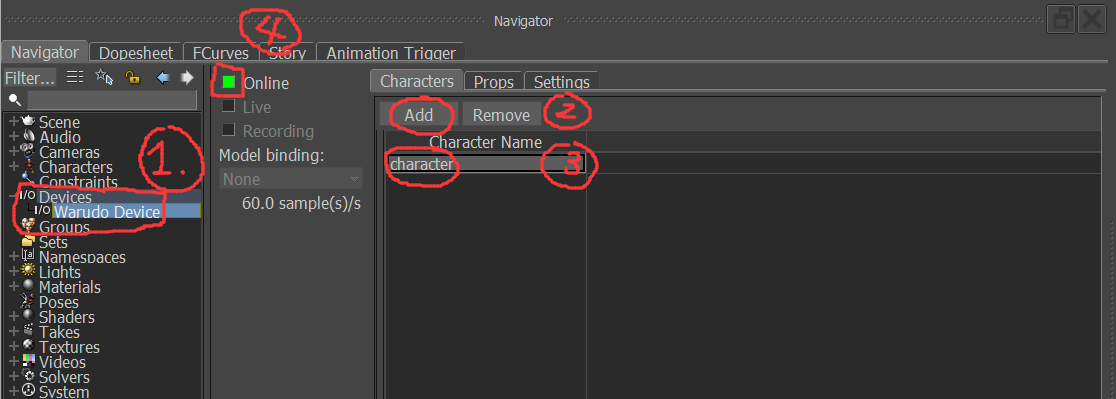 Navigator
4
Navigator Dopesheet FCurves Story Animation Trigger
Filter... Online Characters Props Settings
Live Add Remove 2
Recording Character Name
Model binding: character 3
None
60.0 sample(s)/s
1.
Scene
Audio
Cameras
Characters
Constraints
I/O Devices
I/O Warudo Device
Groups
Sets
Namespaces
Lights
Materials
Poses
Shaders
Takes
Textures
Videos
Solvers
System